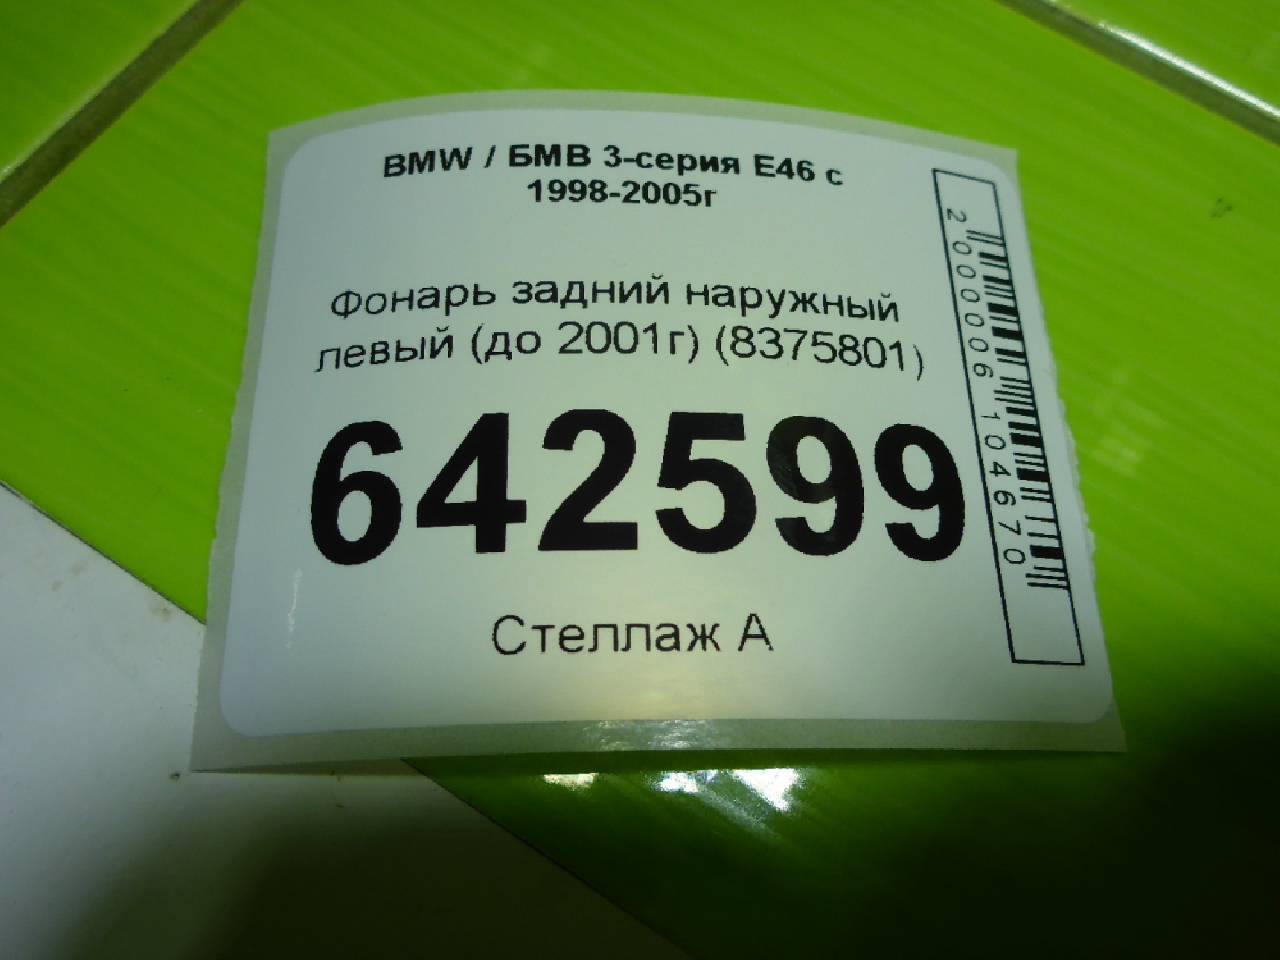 BMW / БМВ 3-серия E46 с
1998-2005г
Фонарь задний наружный
левый (до 2001г) (8375801)
642599
Стеллаж А
2000006104670